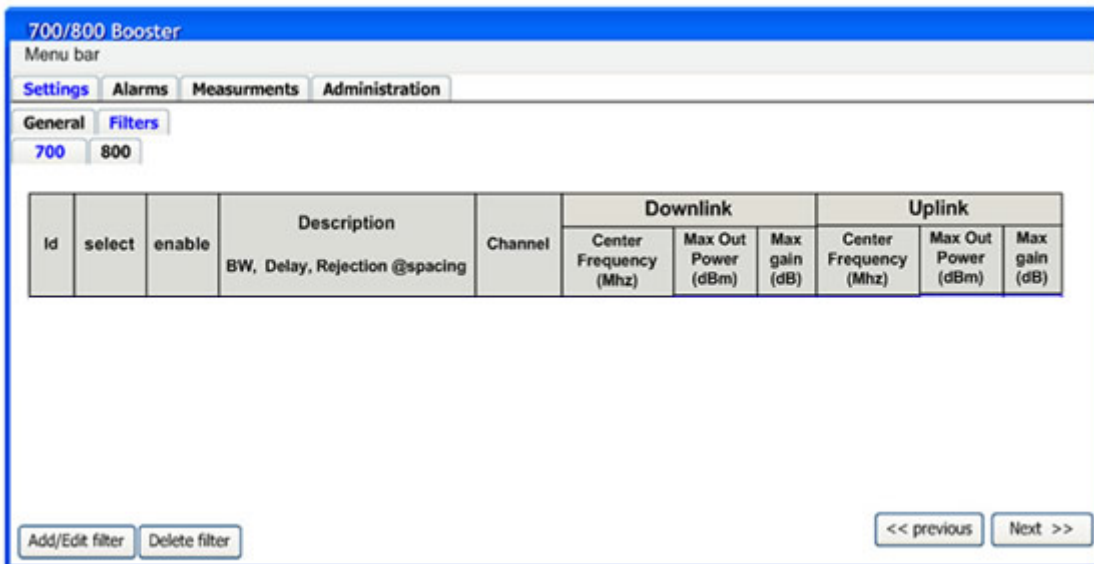 700/800 Booster
Menu bar
Settings Alarms Measurments Administration
General Filters
700 800
Id select enable Description BW, Delay, Rejection @spacing Channel Downlink Uplink
Center Frequency (Mhz) Max Out Power (dBm) Max gain (dB) Center Frequency (Mhz) Max Out Power (dBm) Max gain (dB)
Add/Edit filter Delete filter << previous Next >>